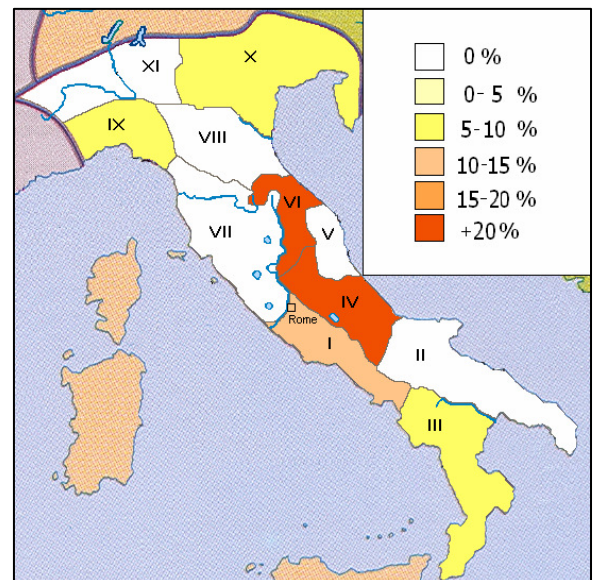 XI
X
IX
VIII
VI
VII
V
IV
Rome
I
II
III
0 %
0- 5 %
5-10 %
10-15 %
15-20 %
+20%